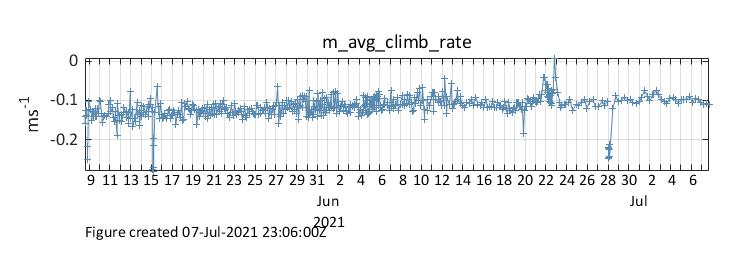 m_avg_climb_rate
0
-0.1
-0.2
ms-1
9 11 13 15 17 19 21 23 25 27 29 31 2 4 6 8 10 12 14 16 18 20 22 24 26 28 30 2 4 6
Jun Jul
2021
Figure created 07-Jul-2021 23:06:00Z